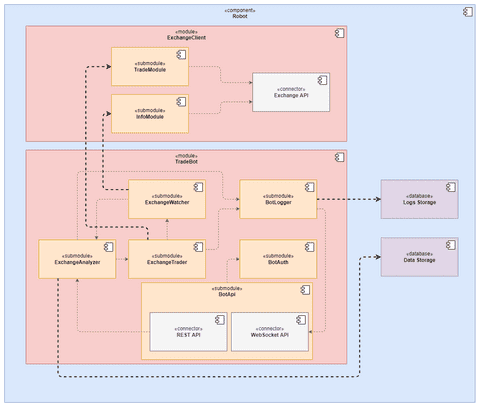 «component»
Robot
«module»
ExchangeClient
«submodule»
TradeModule
«submodule»
InfoModule
«connector»
Exchange API
«module»
TradeBot
«submodule»
ExchangeWatcher
«submodule»
BotLogger
«database»
Logs Storage
«submodule»
ExchangeAnalyzer
«submodule»
ExchangeTrader
«submodule»
BotAuth
«database»
Data Storage
«submodule»
BotApi
«connector»
REST API
«connector»
WebSocket API